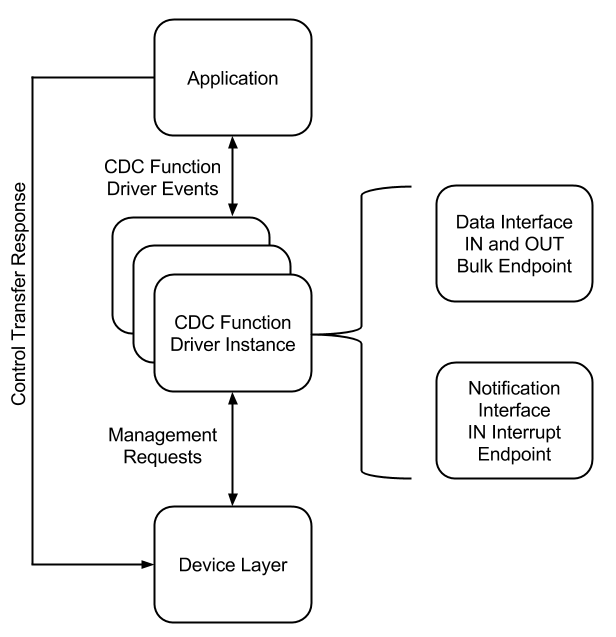 Application
CDC Function
Driver Events
Control Transfer Response
CDC Function
Driver Instance
Data Interface
IN and OUT
Bulk Endpoint
Notification
Interface
IN Interrupt
Endpoint
Management
Requests
Device Layer